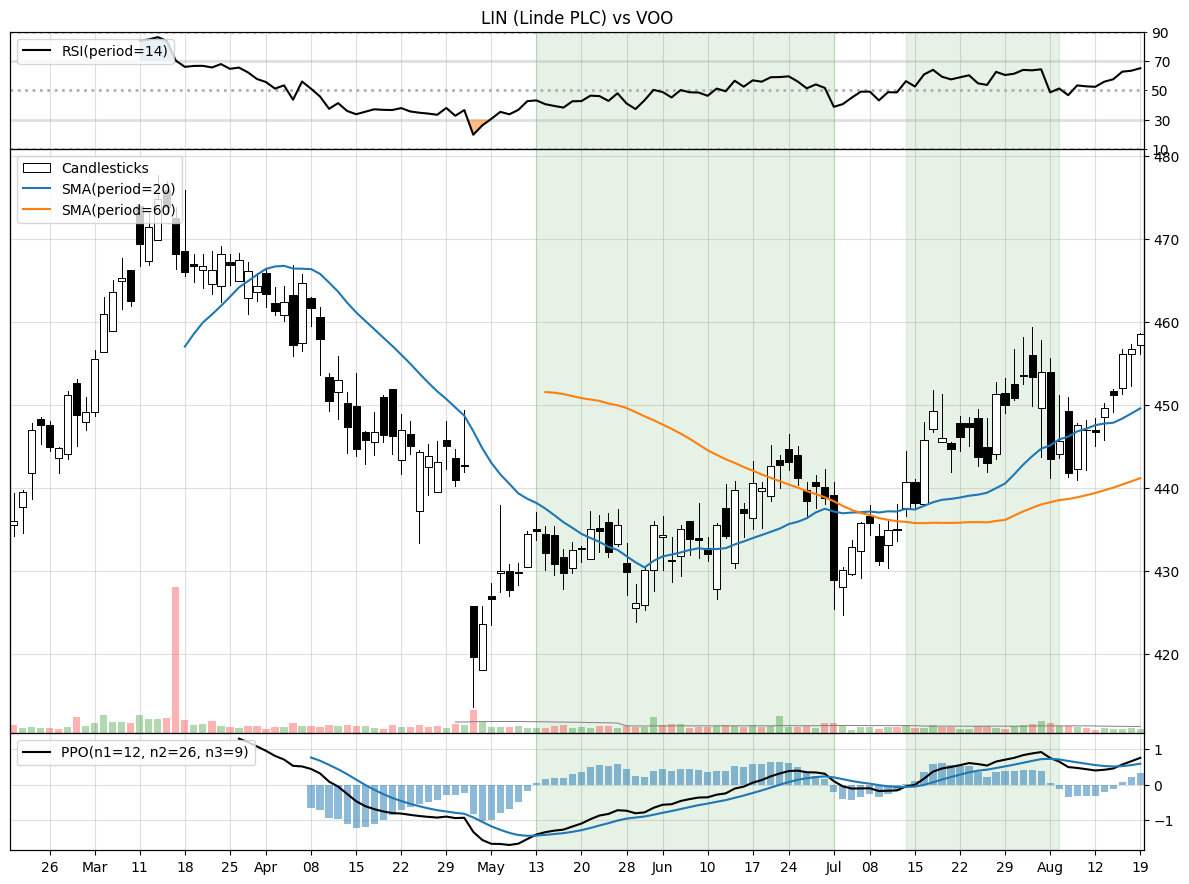 LIN (Linde PLC) vs VOO
RSI(period=14)
90
70
50
30
10
Candlesticks
SMA(period=20)
SMA(period=60)
480
470
460
450
440
430
420
PPO(n1=12, n2=26, n3=9)
1
0
−1
26 Mar 11 18 25 Apr 08 15 22 29 May 13 20 28 Jun 10 17 24 Jul 08 15 22 29 Aug 12 19